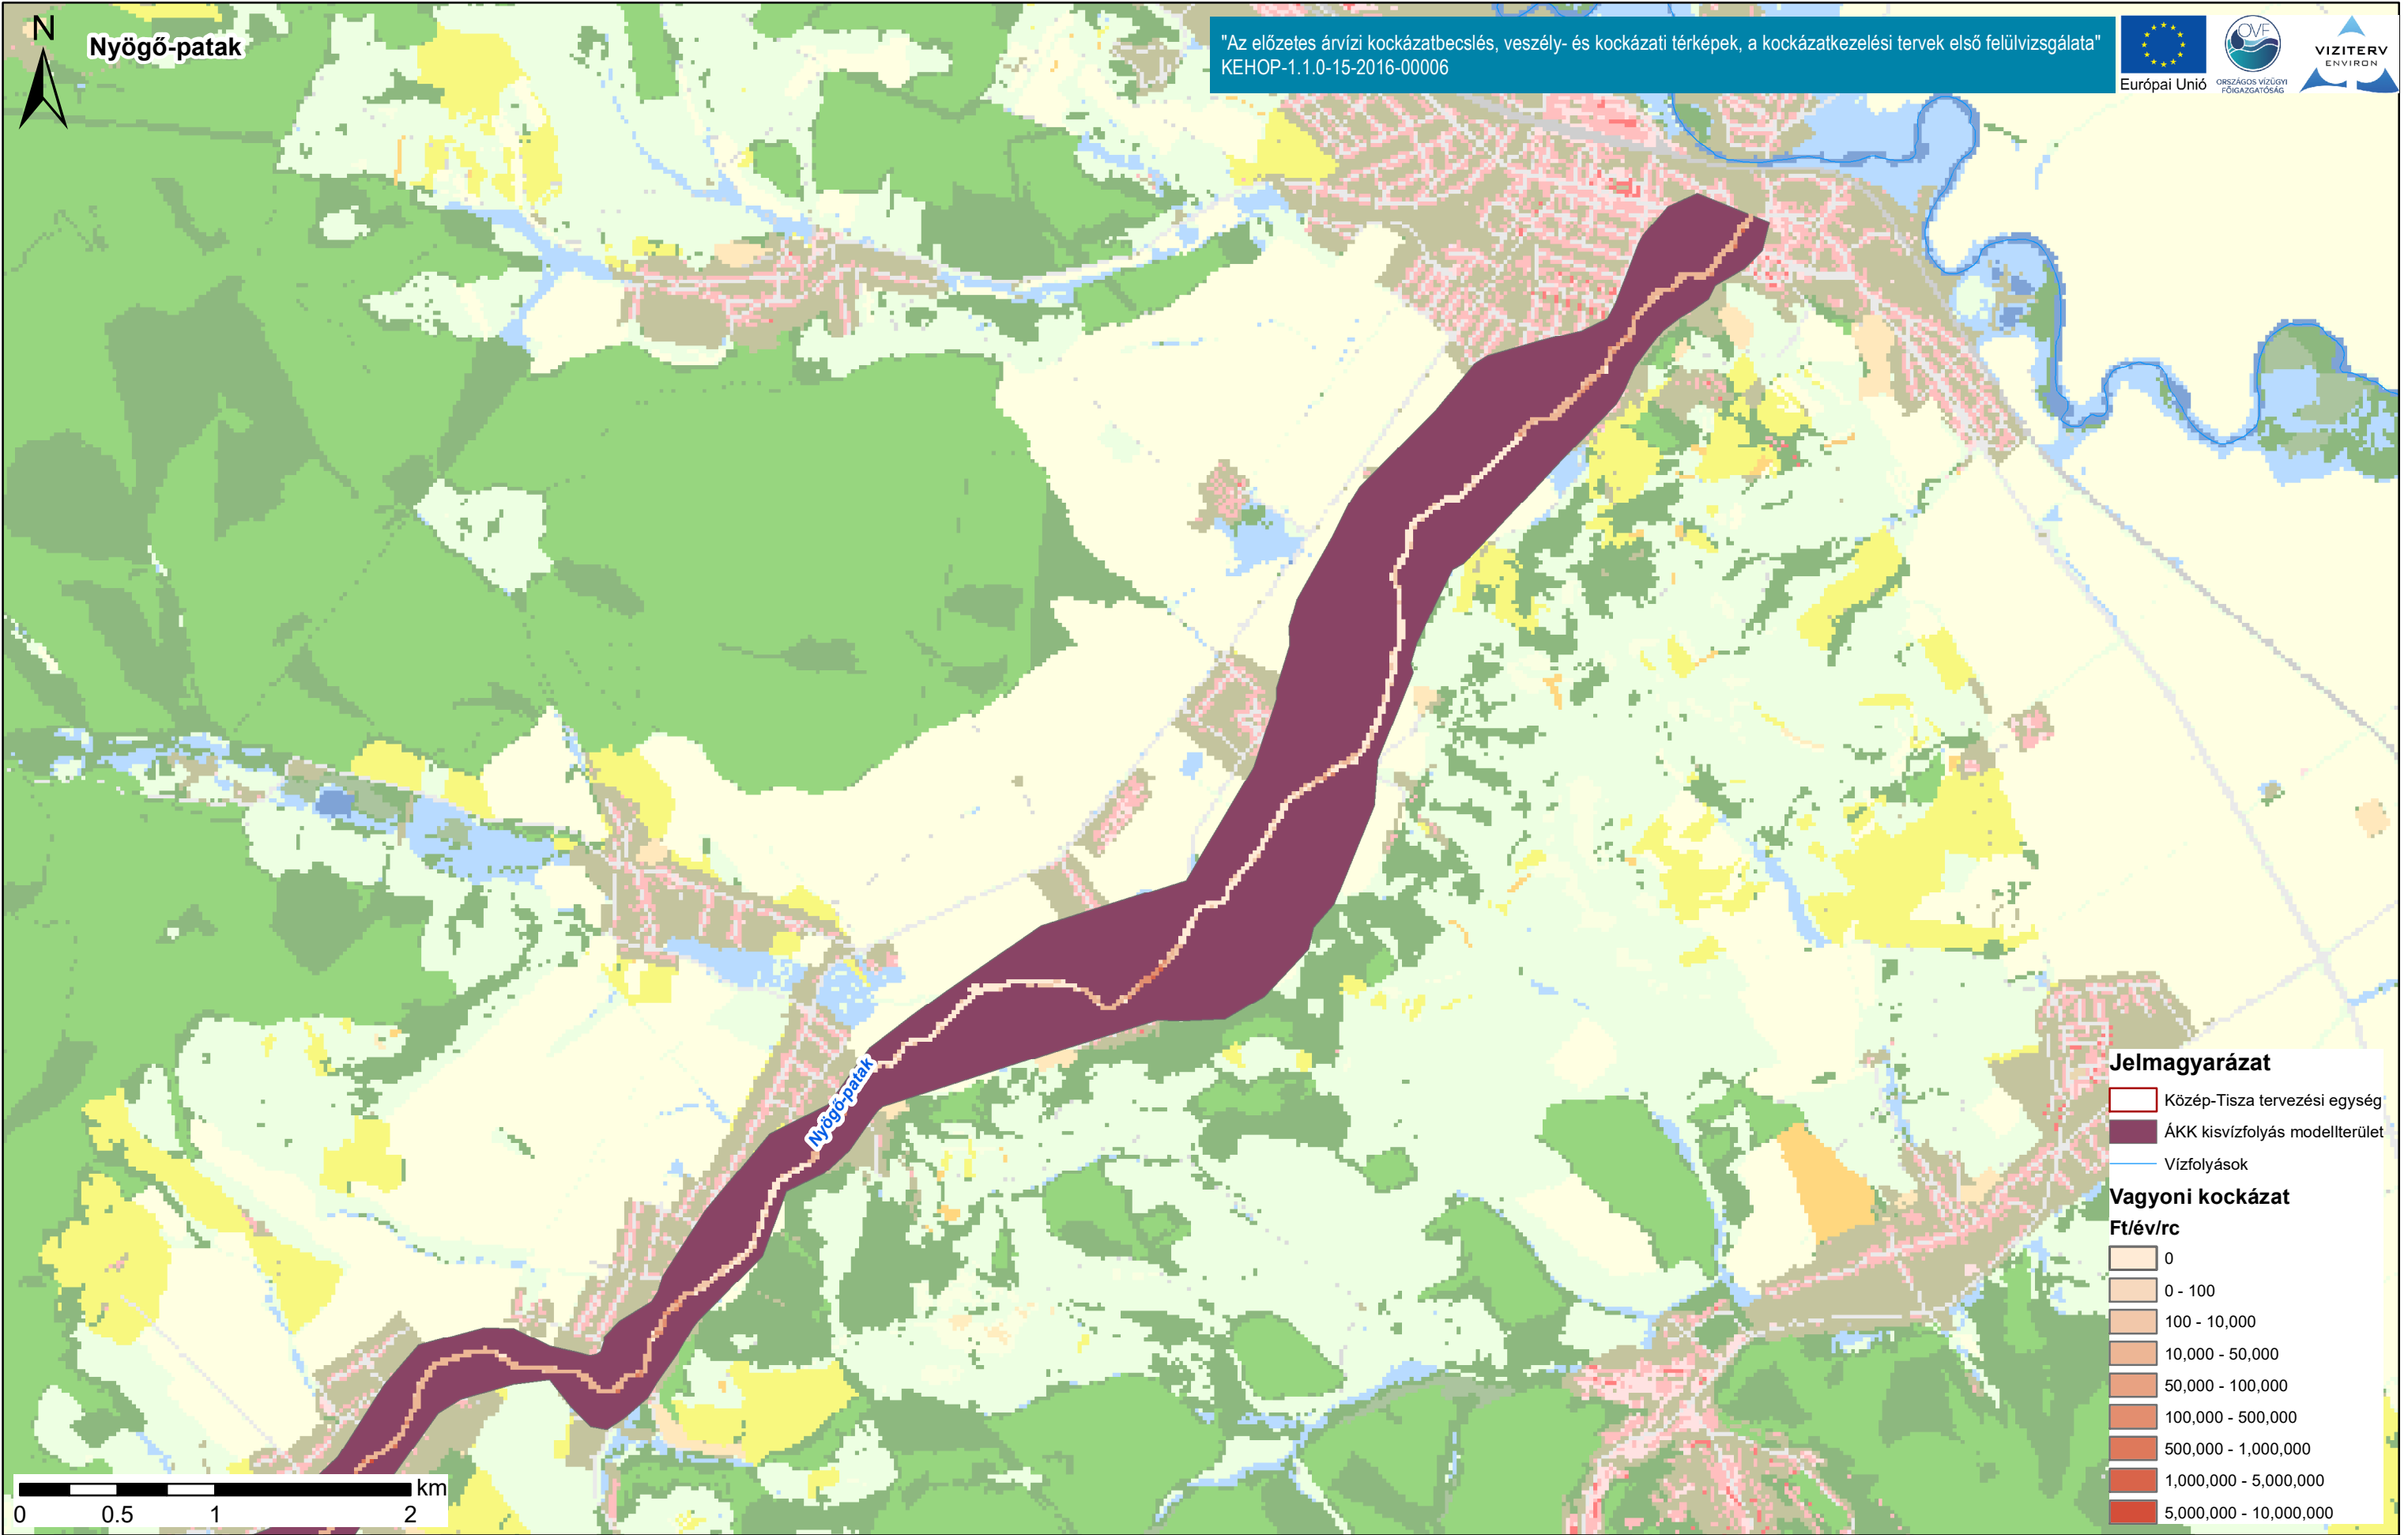 N
Nyögő-patak
"Az előzetes árvízi kockázatbecslés, veszély- és kockázati térképek, a kockázatkezelési tervek első felülvizsgálata"
KEHOP-1.1.0-15-2016-00006
Európai Unió
OVF
ORSZÁGOS VÍZÜGYI
FŐIGAZGATÓSÁG
VIZITERV
ENVIRON
Nyögő-patak
Jelmagyarázat
Közép-Tisza tervezési egység
ÁKK kisvízfolyás modellterület
Vízfolyások
Vagyoni kockázat
Ft/év/rc
0
0 - 100
100 - 10,000
10,000 - 50,000
50,000 - 100,000
100,000 - 500,000
500,000 - 1,000,000
1,000,000 - 5,000,000
5,000,000 - 10,000,000
km
0 0.5 1 2